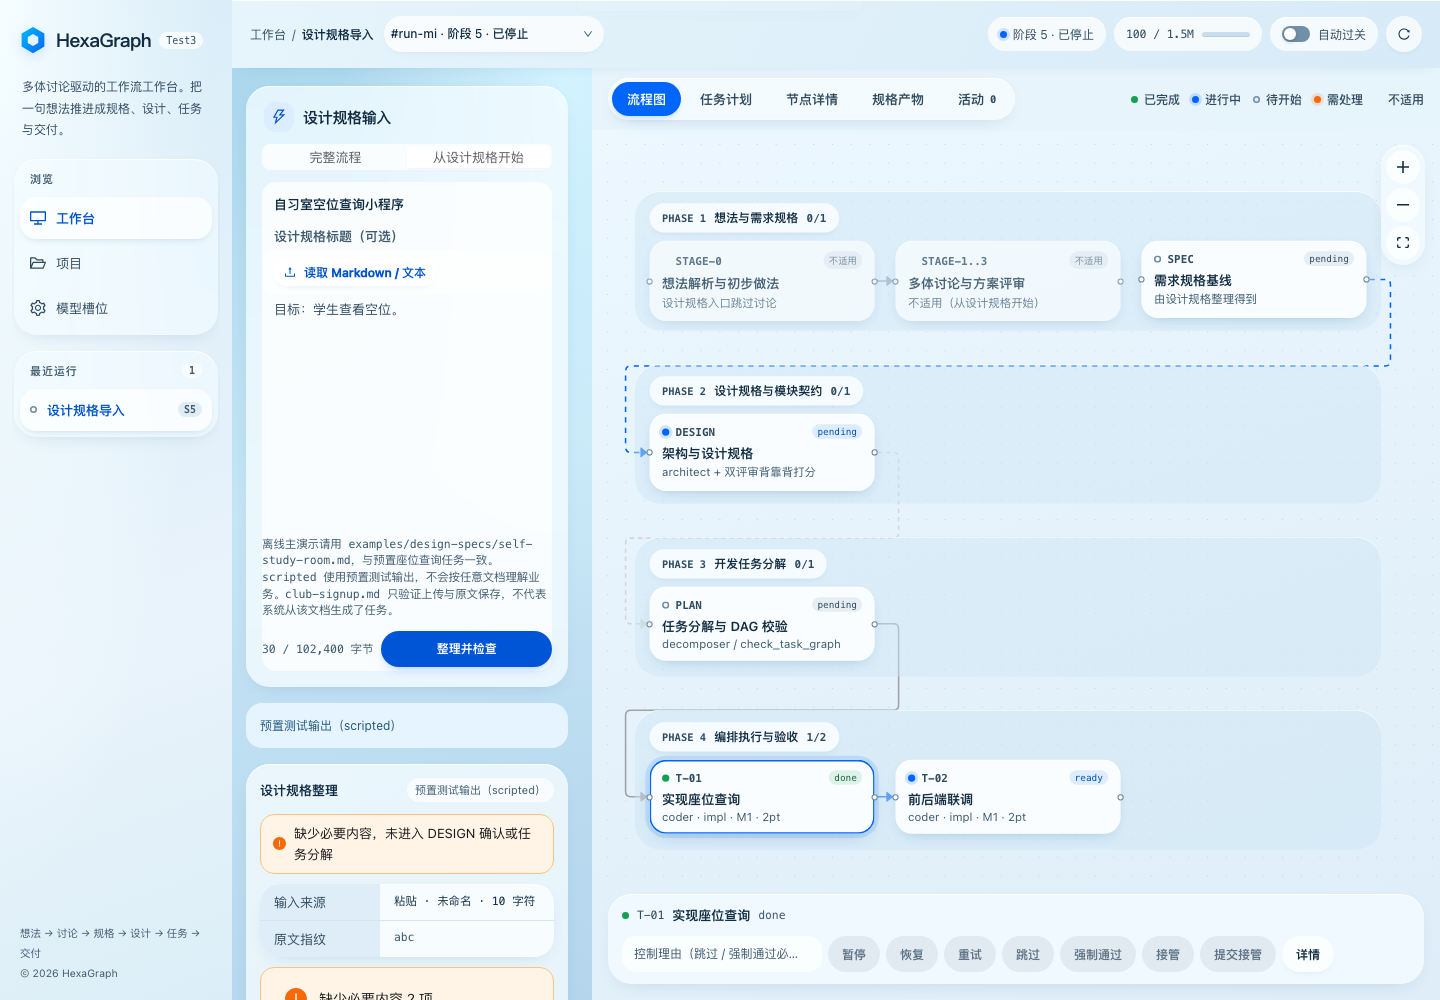 HexaGraph Test3
多体讨论驱动的工作流工作台。把
一句想法推进成规格、设计、任务
与交付。
浏览
工作台
项目
模型槽位
最近运行 1
设计规格导入 S5
想法 → 讨论 → 规格 → 设计 → 任务 →
交付
© 2026 HexaGraph
工作台 / 设计规格导入
#run-mi · 阶段 5 · 已停止
阶段 5 · 已停止
100 / 1.5M
自动过关
设计规格输入
完整流程 从设计规格开始
自习室空位查询小程序
设计规格标题（可选）
读取 Markdown / 文本
目标：学生查看空位。
离线主演示请用 examples/design-specs/self-
study-room.md，与预置座位查询任务一致。
scripted 使用预置测试输出，不会按任意文档理解业
务。club-signup.md 只验证上传与原文保存，不代表
系统从该文档生成了任务。
30 / 102,400 字节 整理并检查
预置测试输出（scripted）
设计规格整理 预置测试输出（scripted）
缺少必要内容，未进入 DESIGN 确认或任
务分解
输入来源 粘贴 · 未命名 · 10 字符
原文指纹 abc
缺少必要内容 2 项
流程图 任务计划 节点详情 规格产物 活动 0
已完成 进行中 待开始 需处理 不适用
PHASE 1 想法与需求规格 0/1
STAGE-0 不适用
想法解析与初步做法
设计规格入口跳过讨论
STAGE-1..3 不适用
多体讨论与方案评审
不适用（从设计规格开始）
SPEC pending
需求规格基线
由设计规格整理得到
PHASE 2 设计规格与模块契约 0/1
DESIGN pending
架构与设计规格
architect + 双评审背靠背打分
PHASE 3 开发任务分解 0/1
PLAN pending
任务分解与 DAG 校验
decomposer / check_task_graph
PHASE 4 编排执行与验收 1/2
T-01 done
实现座位查询
coder · impl · M1 · 2pt
T-02 ready
前后端联调
coder · impl · M1 · 2pt
T-01 实现座位查询 done
控制理由（跳过 / 强制通过必... 暂停 恢复 重试 跳过 强制通过 接管 提交接管 详情